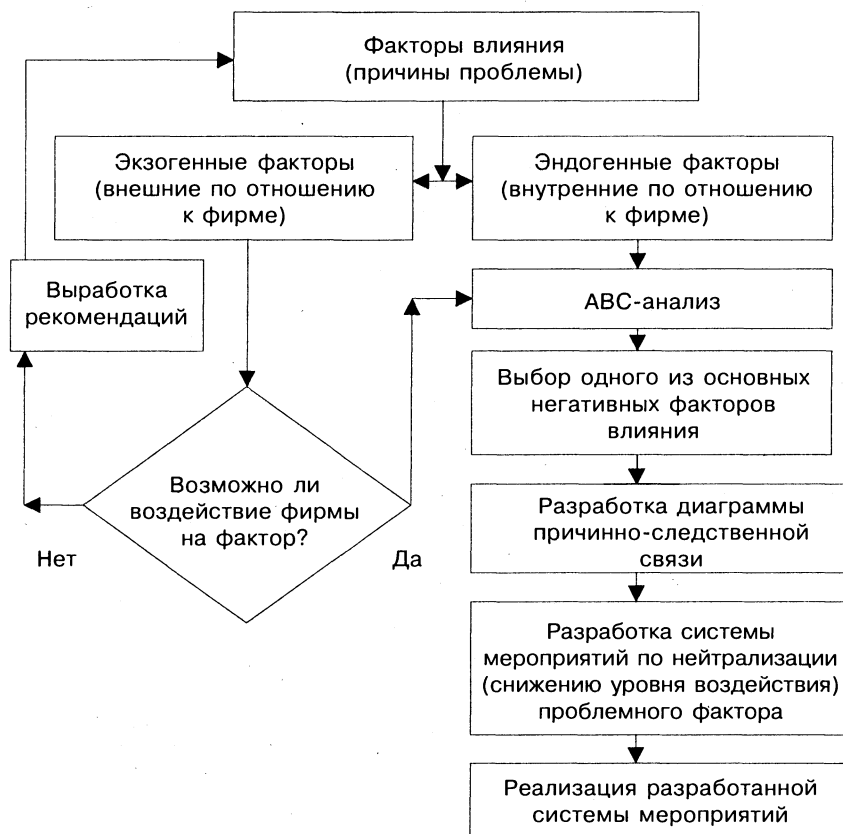 Факторы влияния
(причины проблемы)
Экзогенные факторы
(внешние по отношению
к фирме)
Эндогенные факторы
(внутренние по отношению
к фирме)
Выработка
рекомендаций
АВС-анализ
Выбор одного из основных
негативных факторов
влияния
Возможно ли
воздействие фирмы
на фактор?
Нет
Да
Разработка диаграммы
причинно-следственной
связи
Разработка системы
мероприятий по нейтрализации
(снижению уровня воздействия)
проблемного фактора
Реализация разработанной
системы мероприятий